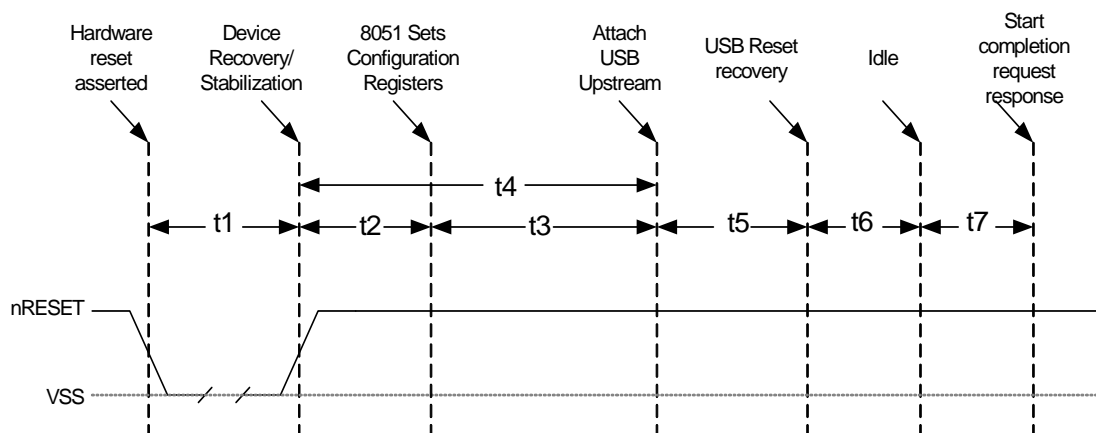 Hardware
reset
asserted
Device
Recovery/
Stabilization
8051 Sets
Configuration
Registers
Attach
USB
Upstream
USB Reset
recovery
Idle
Start
completion
request
response
t4
t1
t2
t3
t5
t6
t7
nRESET
VSS